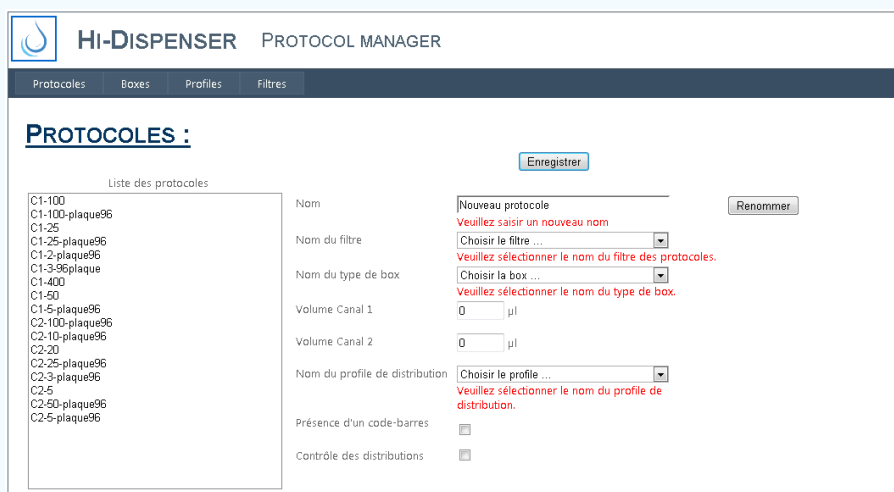 HI-DISPENSER PROTOCOL MANAGER
Protocoles Boxes Profiles Filtres
PROTOCOLES :
Enregistrer
Liste des protocoles
C1-100
C1-100-plaque96
C1-25
C1-25-plaque96
C1-2-plaque96
C1-3-96plaque
C1-400
C1-50
C1-5-plaque96
C2-100-plaque96
C2-10-plaque96
C2-20
C2-25-plaque96
C2-3-plaque96
C2-5
C2-50-plaque96
C2-5-plaque96
Nom Nouveau protocole Renommer
Veuillez saisir un nouveau nom
Nom du filtre Choisir le filtre ...
Veuillez sélectionner le nom du filtre des protocoles.
Nom du type de box Choisir la box ...
Veuillez sélectionner le nom du type de box.
Volume Canal 1 0 µl
Volume Canal 2 0 µl
Nom du profile de distribution Choisir le profile ...
Veuillez sélectionner le nom du profile de
distribution.
Présence d'un code-barres
Contrôle des distributions